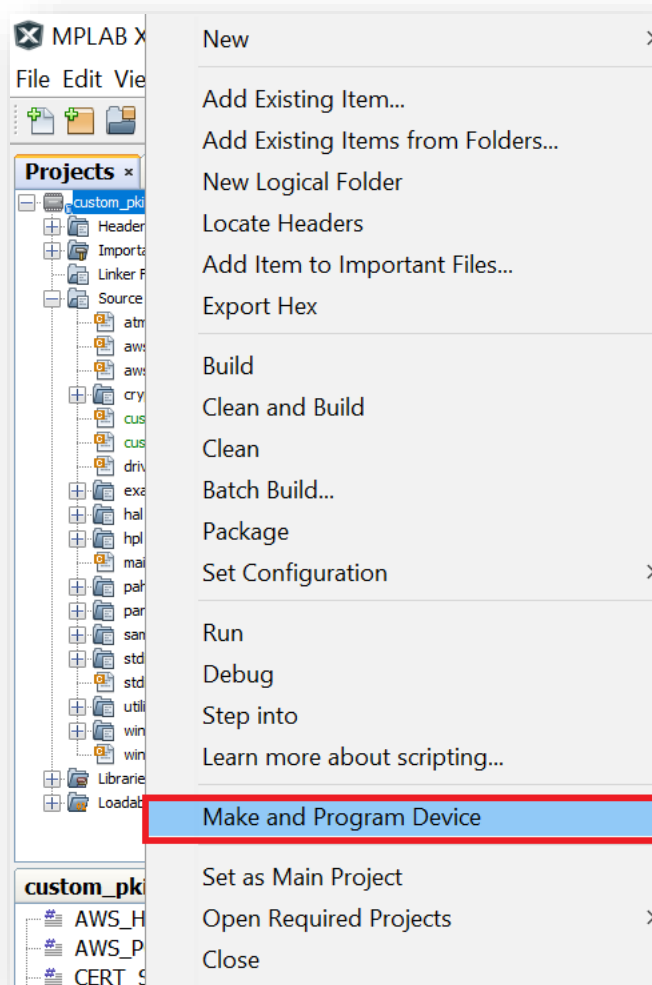 MPLAB X
File Edit Vie
Projects ×
custom_pki
Header
Importa
Linker F
Source
atm
aws
aws
cry
cus
cus
driv
exa
hal
hpl
mai
pah
par
sam
std
std
utili
win
win
Librarie
Loadab
custom_pki
AWS_H
AWS_P
CERT_S
New
Add Existing Item...
Add Existing Items from Folders...
New Logical Folder
Locate Headers
Add Item to Important Files...
Export Hex
Build
Clean and Build
Clean
Batch Build...
Package
Set Configuration
Run
Debug
Step into
Learn more about scripting...
Make and Program Device
Set as Main Project
Open Required Projects
Close